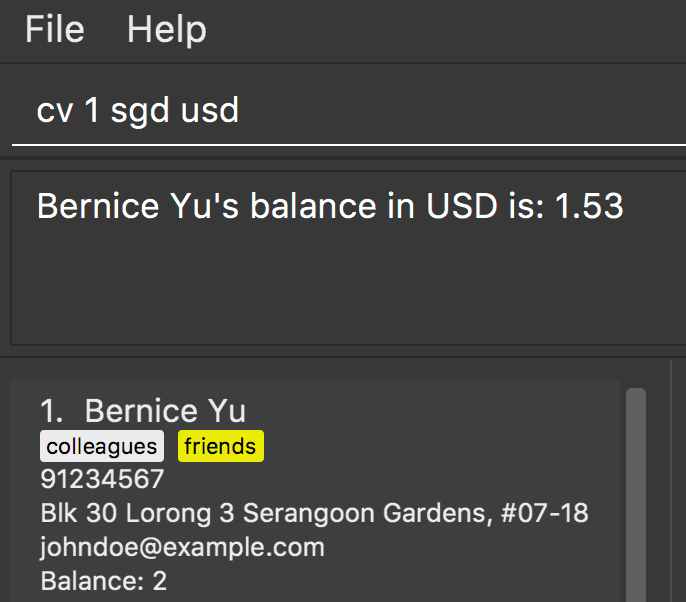 File Help
cv 1 sgd usd
Bernice Yu's balance in USD is: 1.53
1. Bernice Yu
colleagues friends
91234567
Blk 30 Lorong 3 Serangoon Gardens, #07-18
johndoe@example.com
Balance: 2